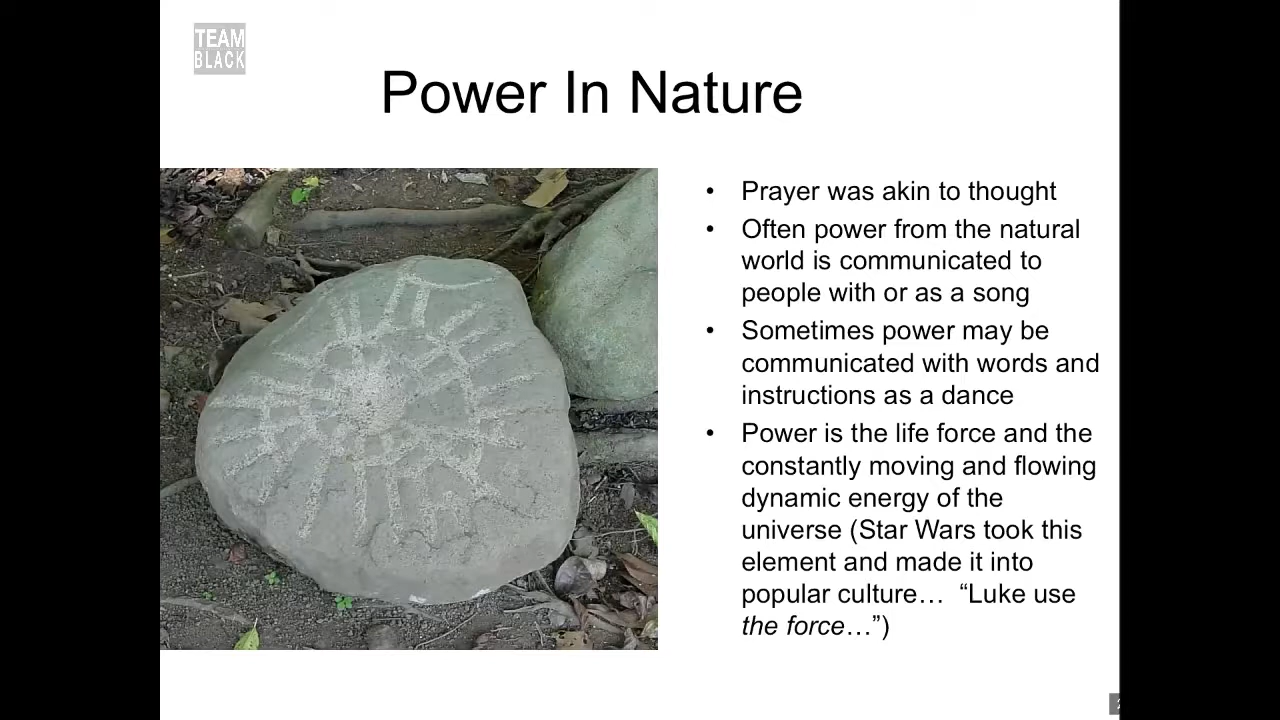 TEAM
BLACK
Power In Nature
• Prayer was akin to thought
• Often power from the natural
world is communicated to
people with or as a song
• Sometimes power may be
communicated with words and
instructions as a dance
• Power is the life force and the
constantly moving and flowing
dynamic energy of the
universe (Star Wars took this
element and made it into
popular culture… “Luke use
the force…”)